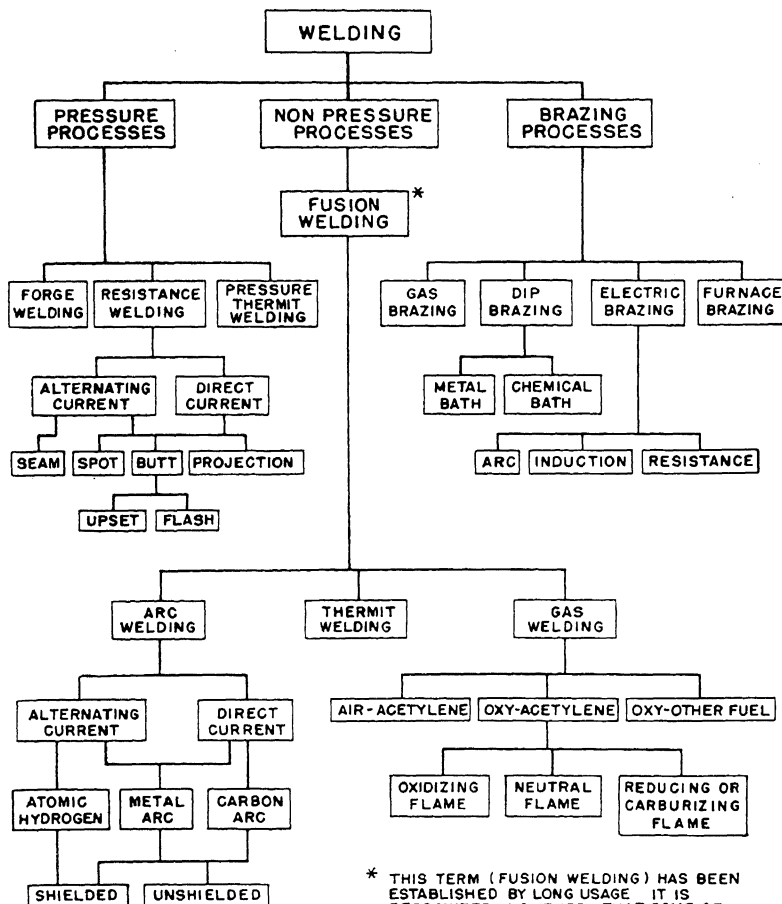 WELDING
PRESSURE
PROCESSES
NON PRESSURE
PROCESSES
BRAZING
PROCESSES
FUSION
WELDING
*
FORGE
WELDING
RESISTANCE
WELDING
PRESSURE
THERMIT
WELDING
GAS
BRAZING
DIP
BRAZING
ELECTRIC
BRAZING
FURNACE
BRAZING
ALTERNATING
CURRENT
DIRECT
CURRENT
METAL
BATH
CHEMICAL
BATH
SEAM
SPOT
BUTT
PROJECTION
ARC
INDUCTION
RESISTANCE
UPSET
FLASH
ARC
WELDING
THERMIT
WELDING
GAS
WELDING
ALTERNATING
CURRENT
DIRECT
CURRENT
AIR-ACETYLENE
OXY-ACETYLENE
OXY-OTHER FUEL
ATOMIC
HYDROGEN
METAL
ARC
CARBON
ARC
OXIDIZING
FLAME
NEUTRAL
FLAME
REDUCING OR
CARBURIZING
FLAME
SHIELDED
UNSHIELDED
* THIS TERM (FUSION WELDING) HAS BEEN
ESTABLISHED BY LONG USAGE IT IS